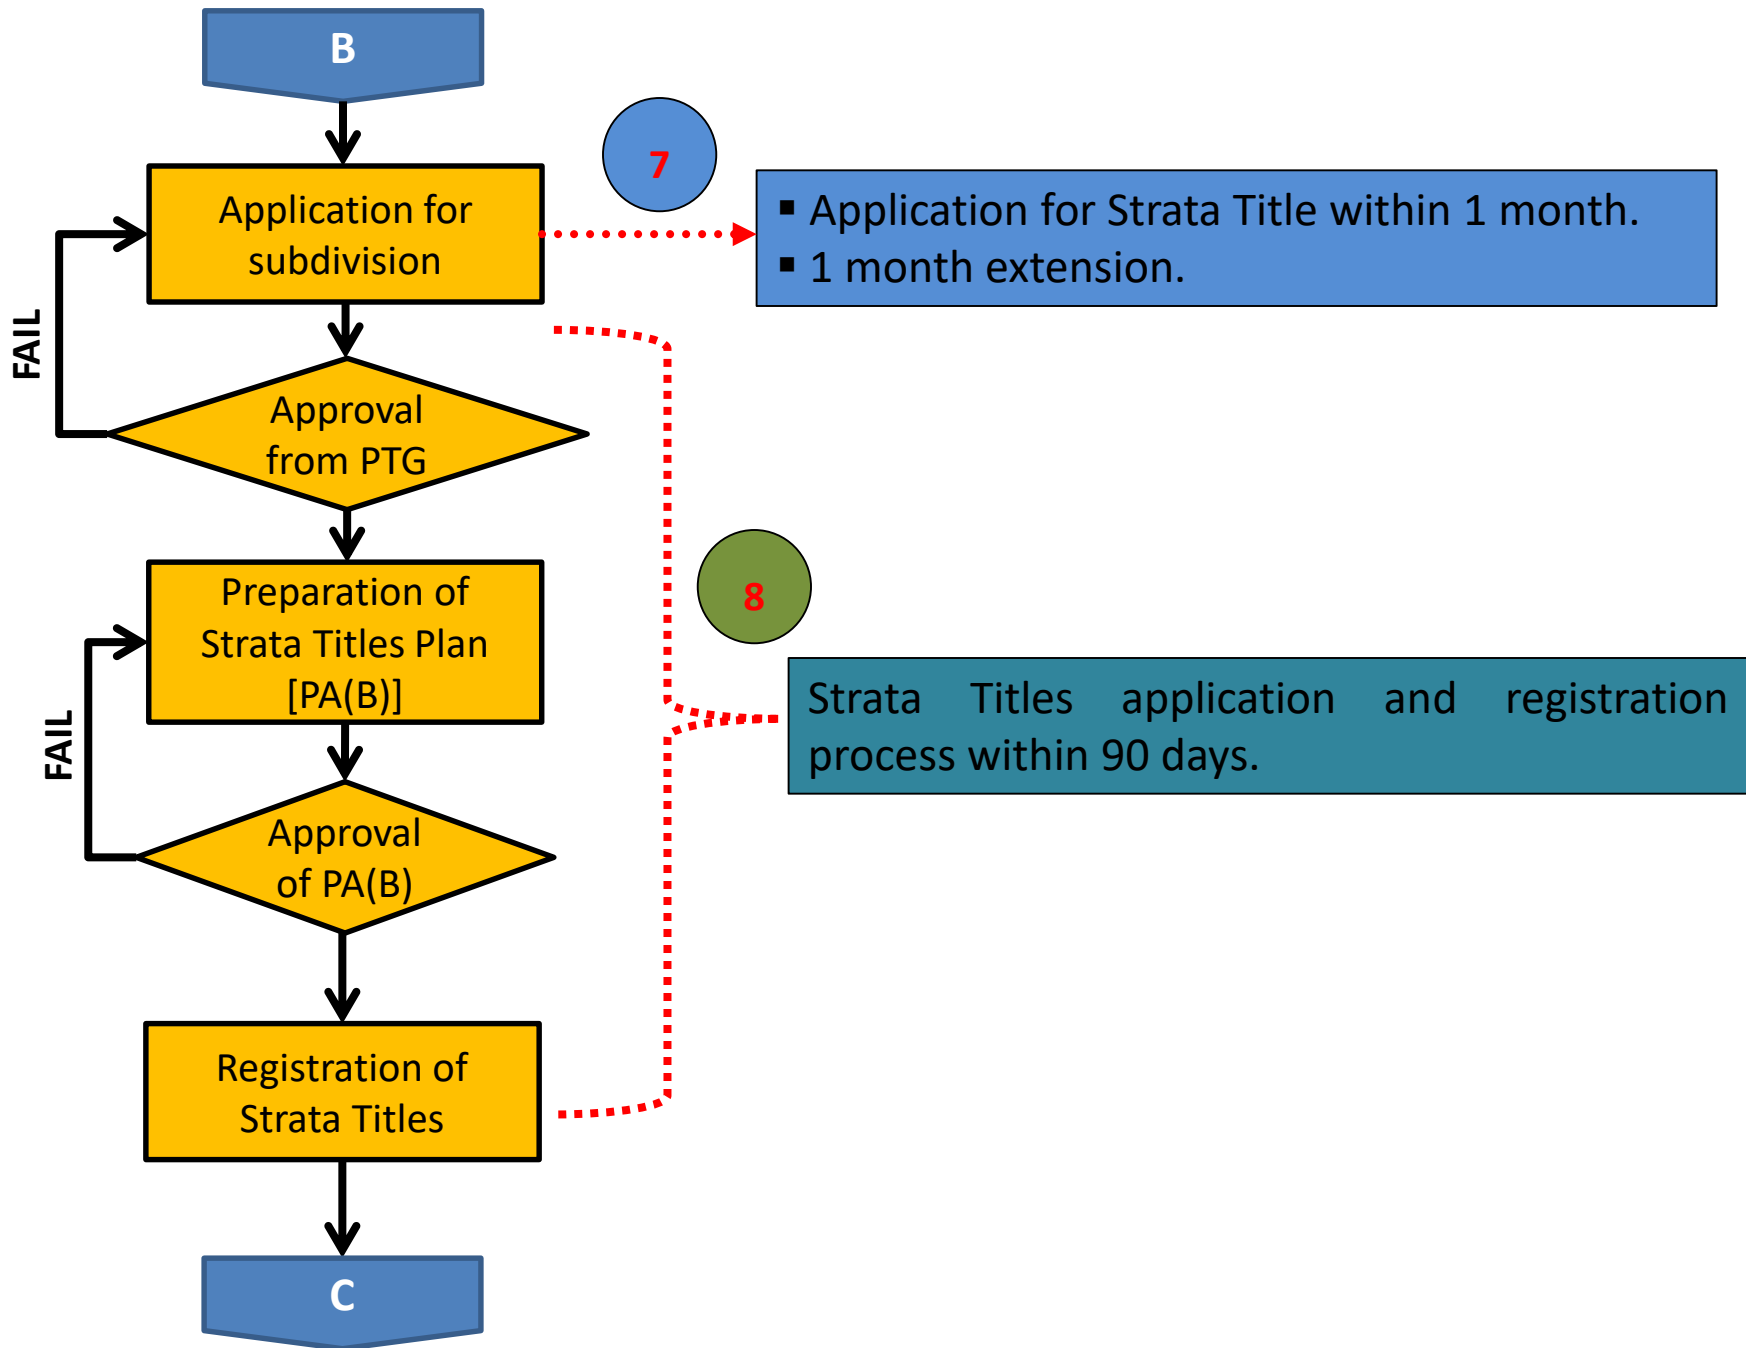 B
7
Application for
subdivision
▪ Application for Strata Title within 1 month.
▪ 1 month extension.
FAIL
Approval
from PTG
8
Preparation of
Strata Titles Plan
[PA(B)]
Strata Titles application and registration
process within 90 days.
FAIL
Approval
of PA(B)
Registration of
Strata Titles
C